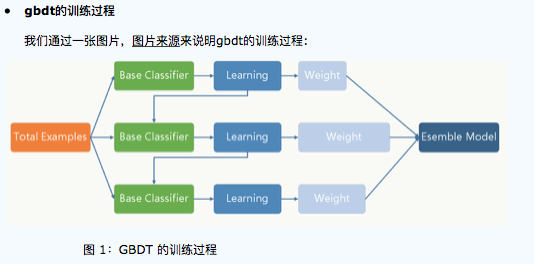 gbdt的训练过程
我们通过一张图片，图片来源来说明gbdt的训练过程：
Base Classifier Learning Weight
Total Examples Base Classifier Learning Weight Esemble Model
Base Classifier Learning Weight
图 1：GBDT 的训练过程